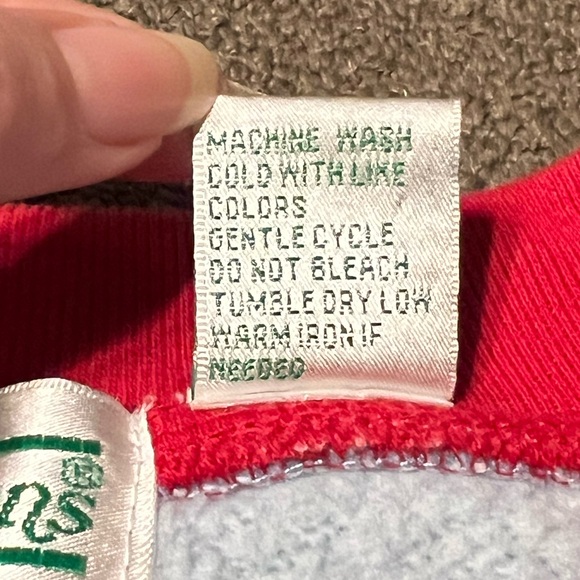 MACHINE WASH
COLD WITH LIKE
COLORS
GENTLE CYCLE
DO NOT BLEACH
TUMBLE DRY LOW
WARM IRON IF
NEEDED